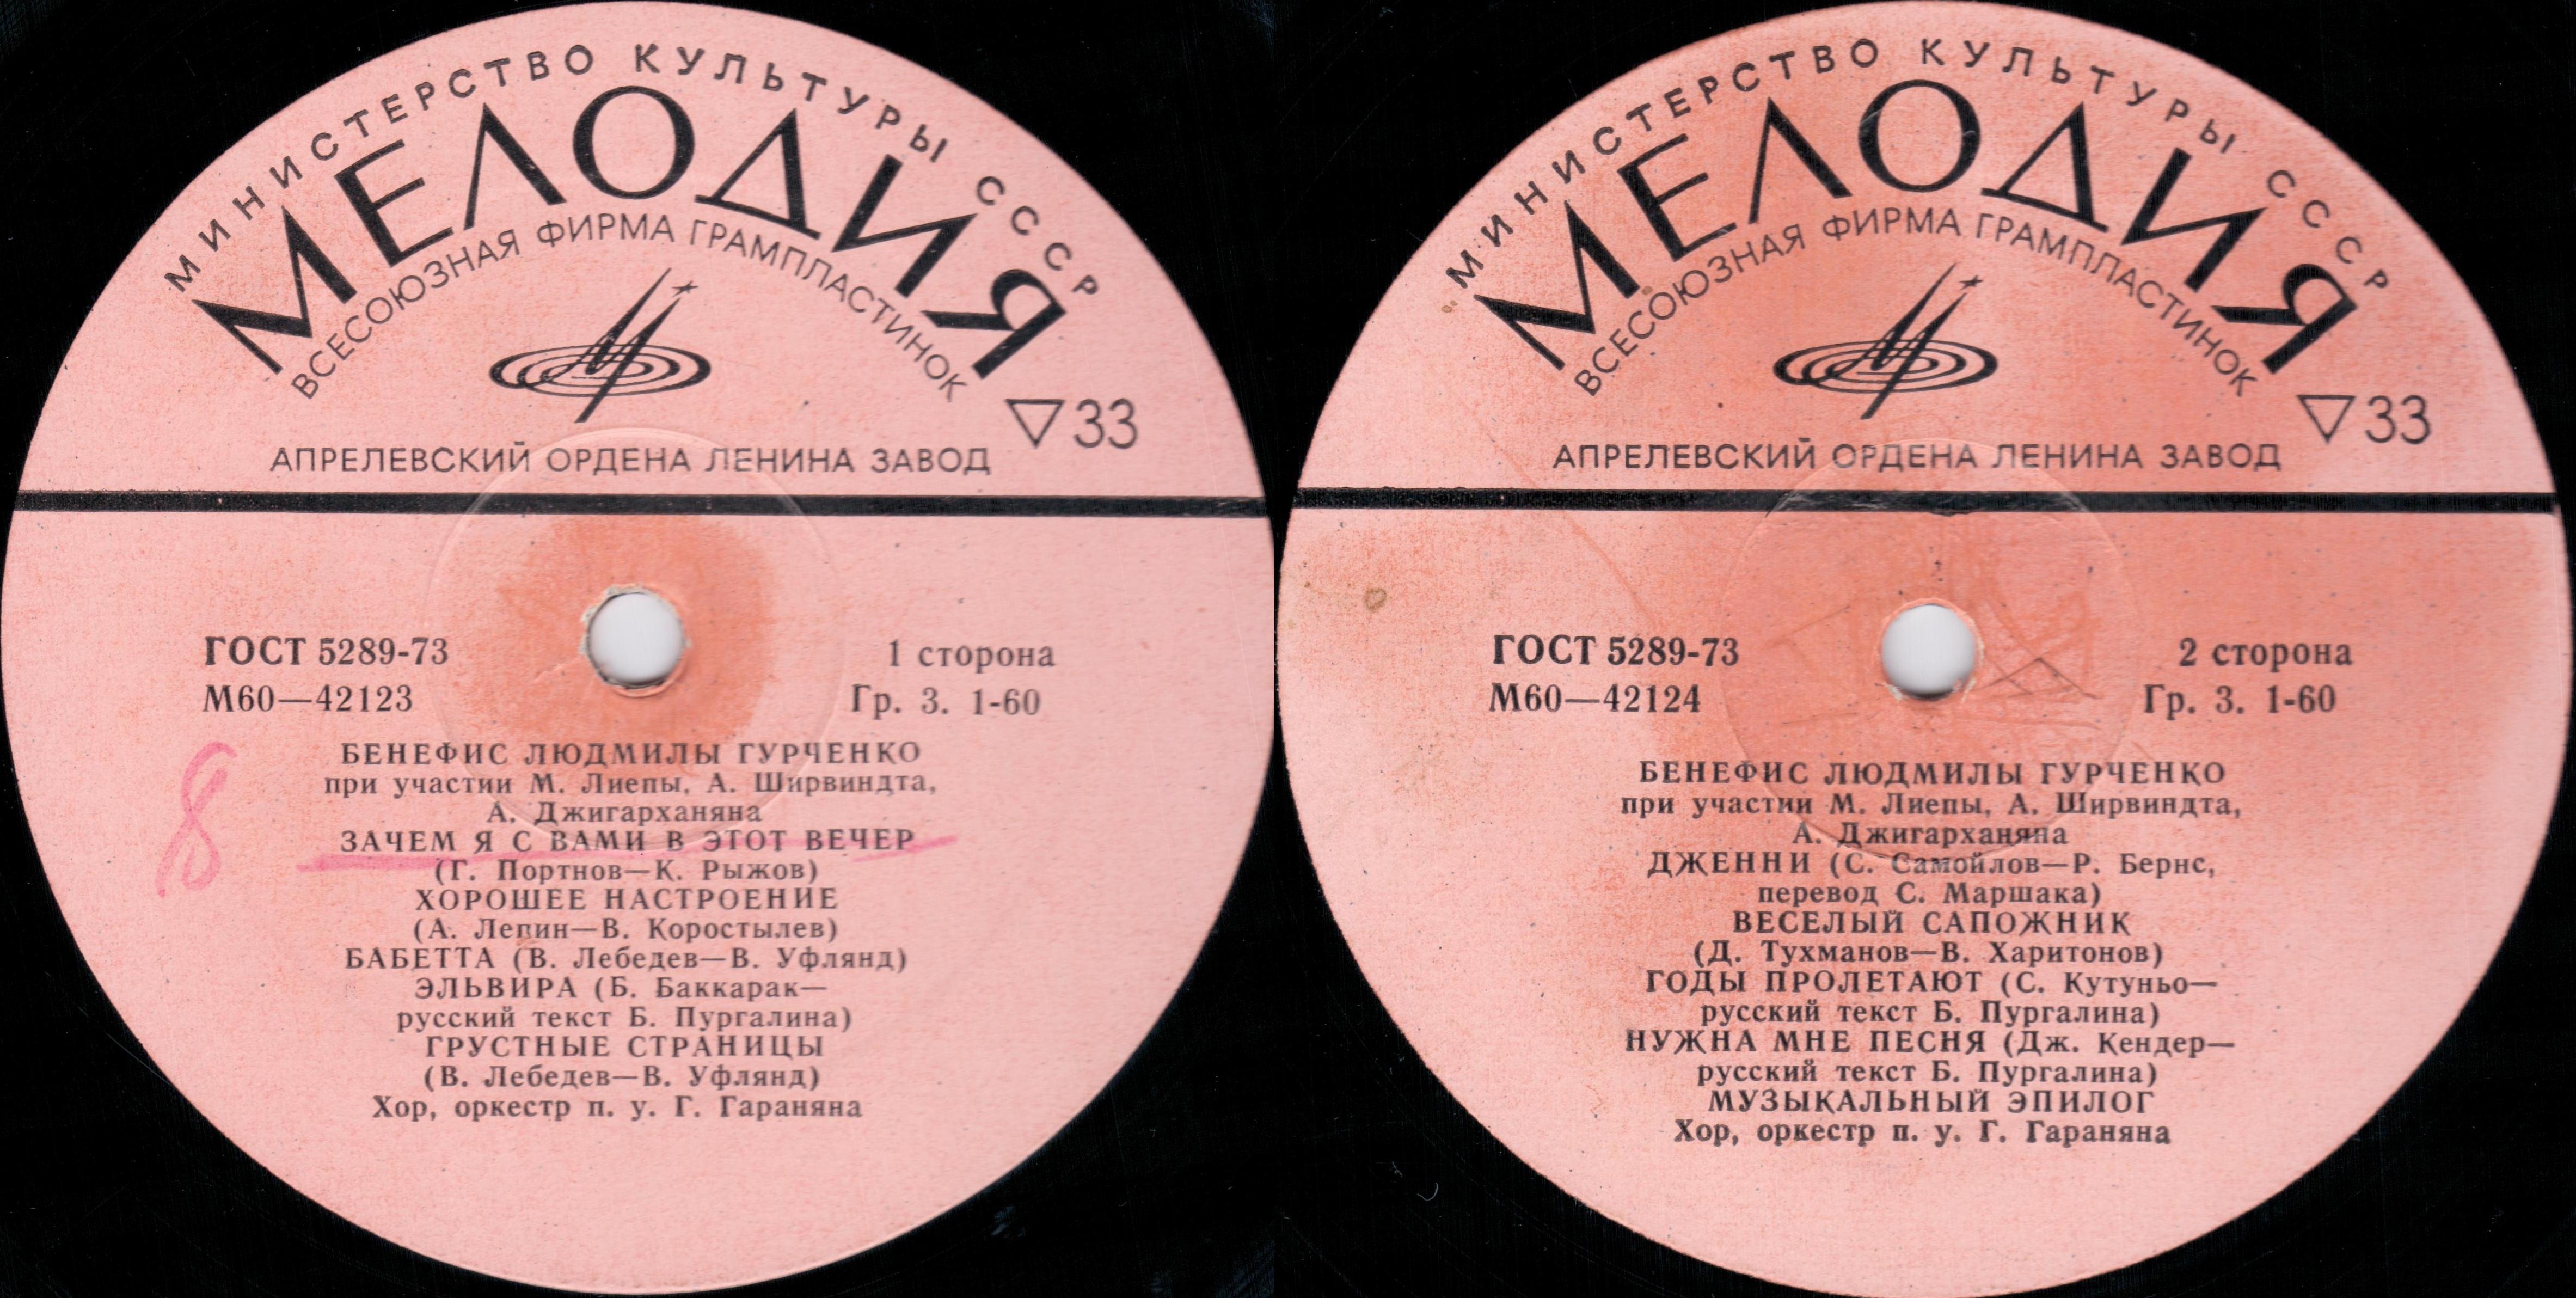 МИНИСТЕРСТВО КУЛЬТУРЫ СССР
МЕЛОДИЯ
ВСЕСОЮЗНАЯ ФИРМА ГРАМПЛАСТИНОК
▽33
АПРЕЛЕВСКИЙ ОРДЕНА ЛЕНИНА ЗАВОД
ГОСТ 5289-73
1 сторона
М60—42123
Гр. 3. 1-60
8
БЕНЕФИС ЛЮДМИЛЫ ГУРЧЕНКО
при участии М. Лиепы, А. Ширвиндта,
А. Джигарханяна
ЗАЧЕМ Я С ВАМИ В ЭТОТ ВЕЧЕР
(Г. Портнов—К. Рыжов)
ХОРОШЕЕ НАСТРОЕНИЕ
(А. Лепин—В. Коростылев)
БАБЕТТА (В. Лебедев—В. Уфлянд)
ЭЛЬВИРА (Б. Баккарак—
русский текст Б. Пургалина)
ГРУСТНЫЕ СТРАНИЦЫ
(В. Лебедев—В. Уфлянд)
Хор, оркестр п. у. Г. Гараняна
МИНИСТЕРСТВО КУЛЬТУРЫ СССР
МЕЛОДИЯ
ВСЕСОЮЗНАЯ ФИРМА ГРАМПЛАСТИНОК
▽33
АПРЕЛЕВСКИЙ ОРДЕНА ЛЕНИНА ЗАВОД
ГОСТ 5289-73
2 сторона
М60—42124
Гр. 3. 1-60
БЕНЕФИС ЛЮДМИЛЫ ГУРЧЕНКО
при участии М. Лиепы, А. Ширвиндта,
А. Джигарханяна
ДЖЕННИ (С. Самойлов—Р. Бернс,
перевод С. Маршака)
ВЕСЕЛЫЙ САПОЖНИК
(Д. Тухманов—В. Харитонов)
ГОДЫ ПРОЛЕТАЮТ (С. Кутуньо—
русский текст Б. Пургалина)
НУЖНА МНЕ ПЕСНЯ (Дж. Кендер—
русский текст Б. Пургалина)
МУЗЫКАЛЬНЫЙ ЭПИЛОГ
Хор, оркестр п. у. Г. Гараняна